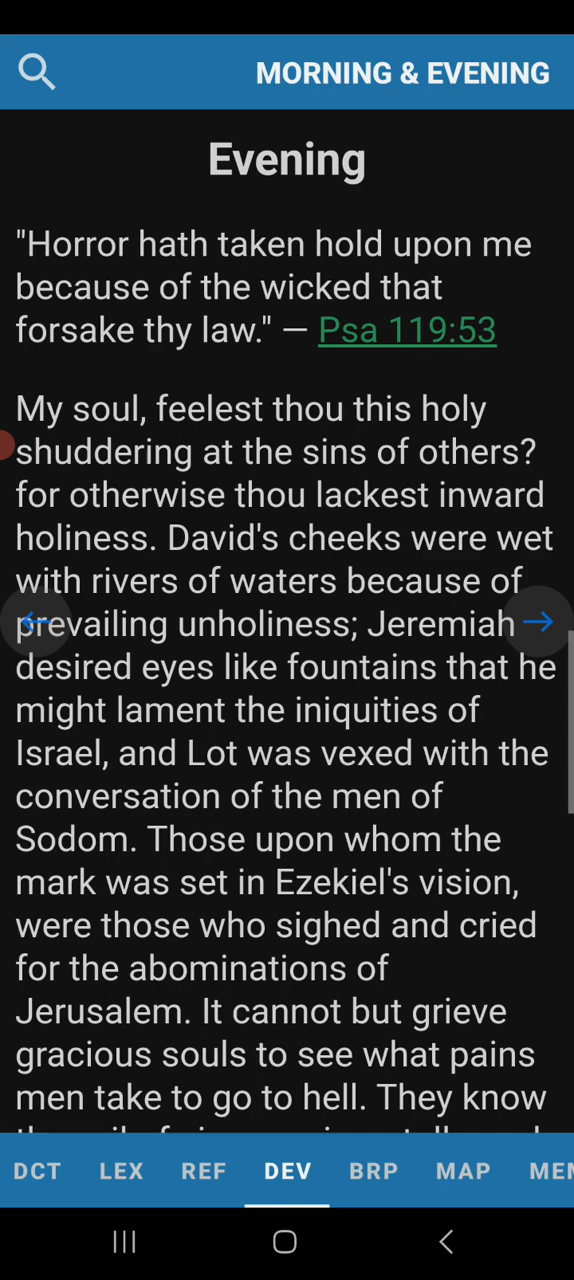 MORNING & EVENING
Evening
"Horror hath taken hold upon me
because of the wicked that
forsake thy law." — Psa 119:53
My soul, feelest thou this holy
shuddering at the sins of others?
for otherwise thou lackest inward
holiness. David's cheeks were wet
with rivers of waters because of
prevailing unholiness; Jeremiah
desired eyes like fountains that he
might lament the iniquities of
Israel, and Lot was vexed with the
conversation of the men of
Sodom. Those upon whom the
mark was set in Ezekiel's vision,
were those who sighed and cried
for the abominations of
Jerusalem. It cannot but grieve
gracious souls to see what pains
men take to go to hell. They know
DCT LEX REF DEV BRP MAP MEM